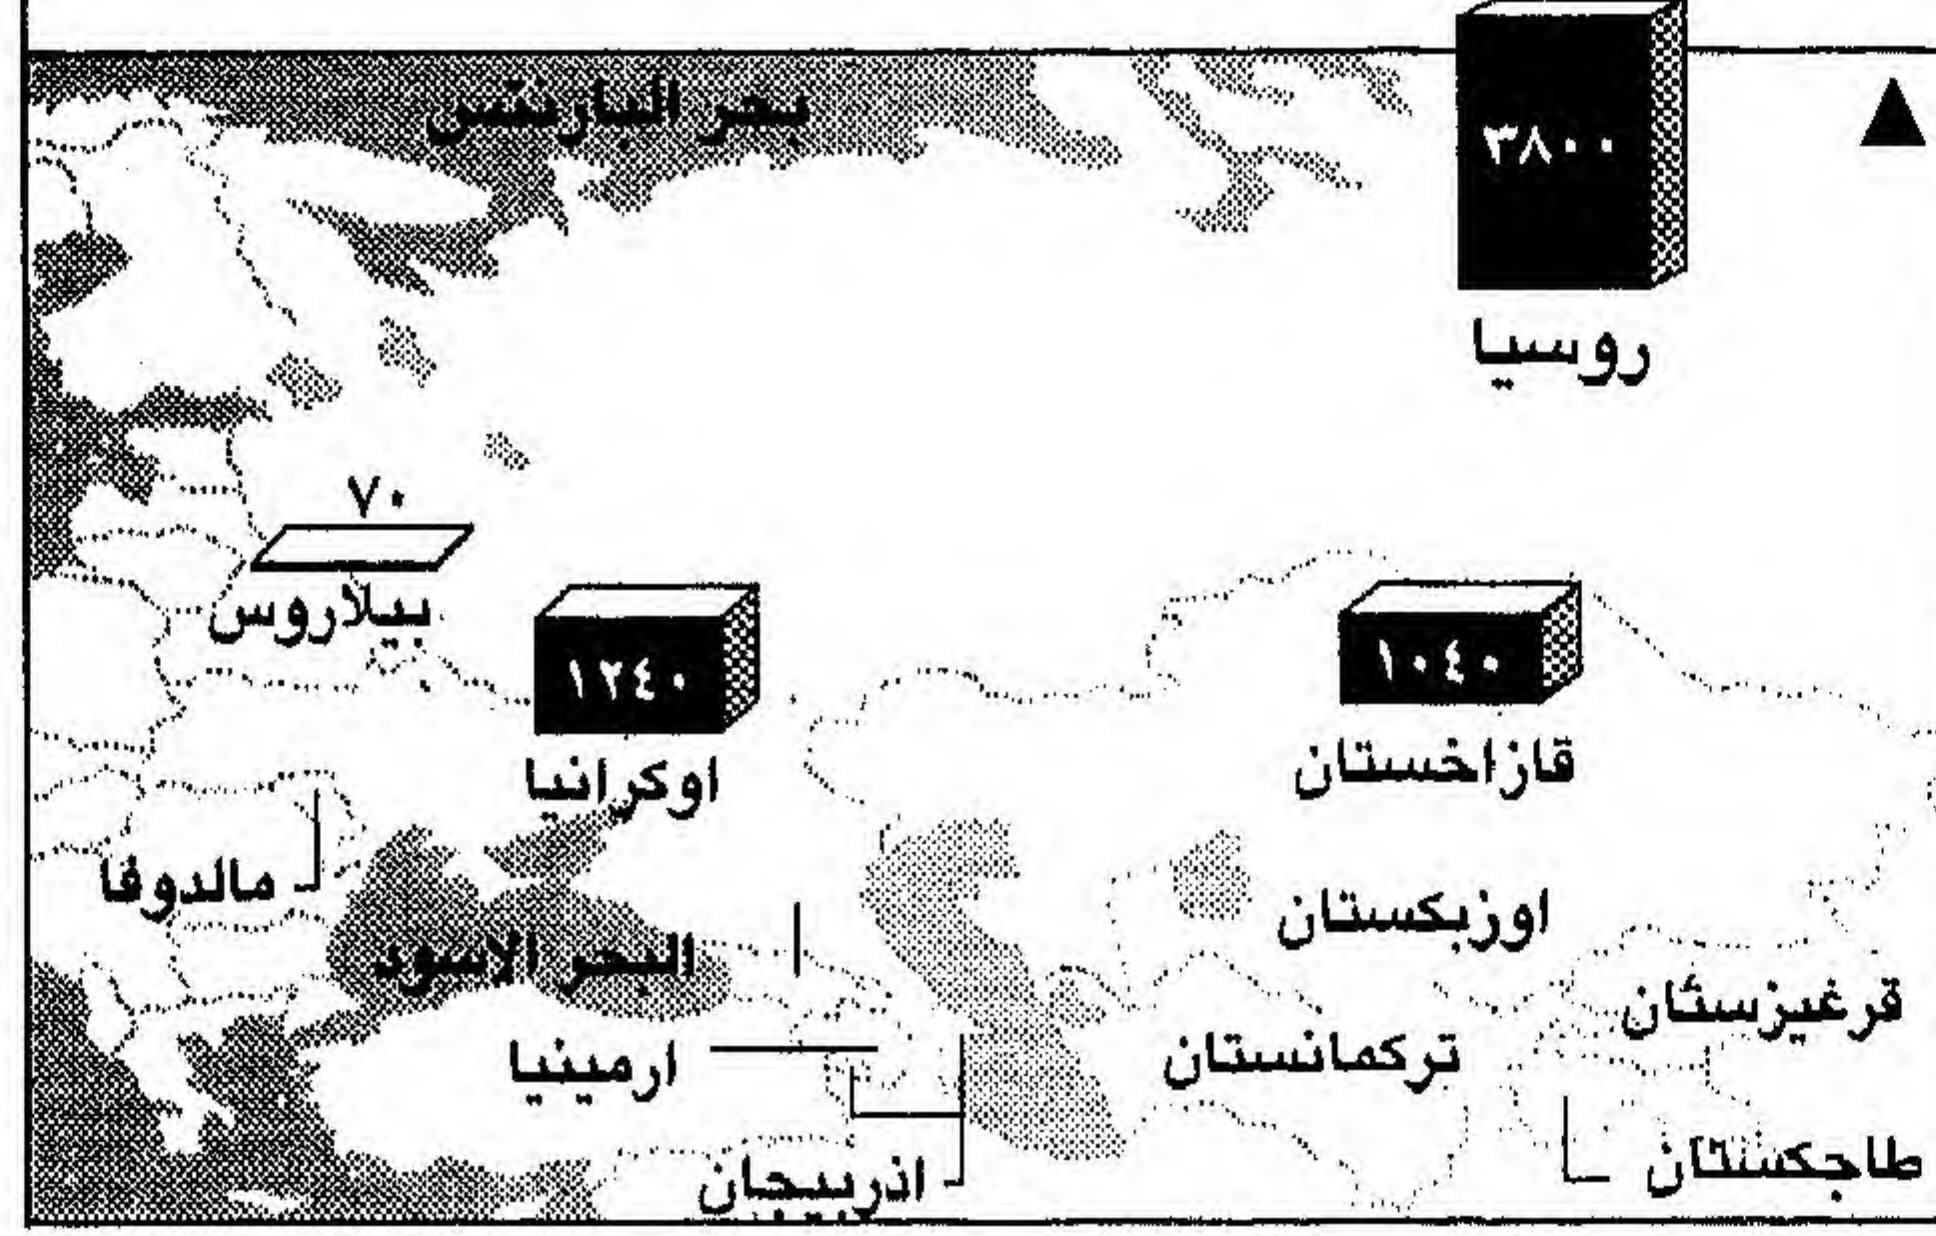 بحر البارنتس
٣٨٠٠
روسيا
٧٠
بيلاروس
١٢٤٠
اوكرانيا
١٠٤٠
قازاخستان
مالدوفا
اوزبكستان
البحر الاسود
قرغيزستان
ارمينيا
تركمانستان
طاجكستان
اذربيجان